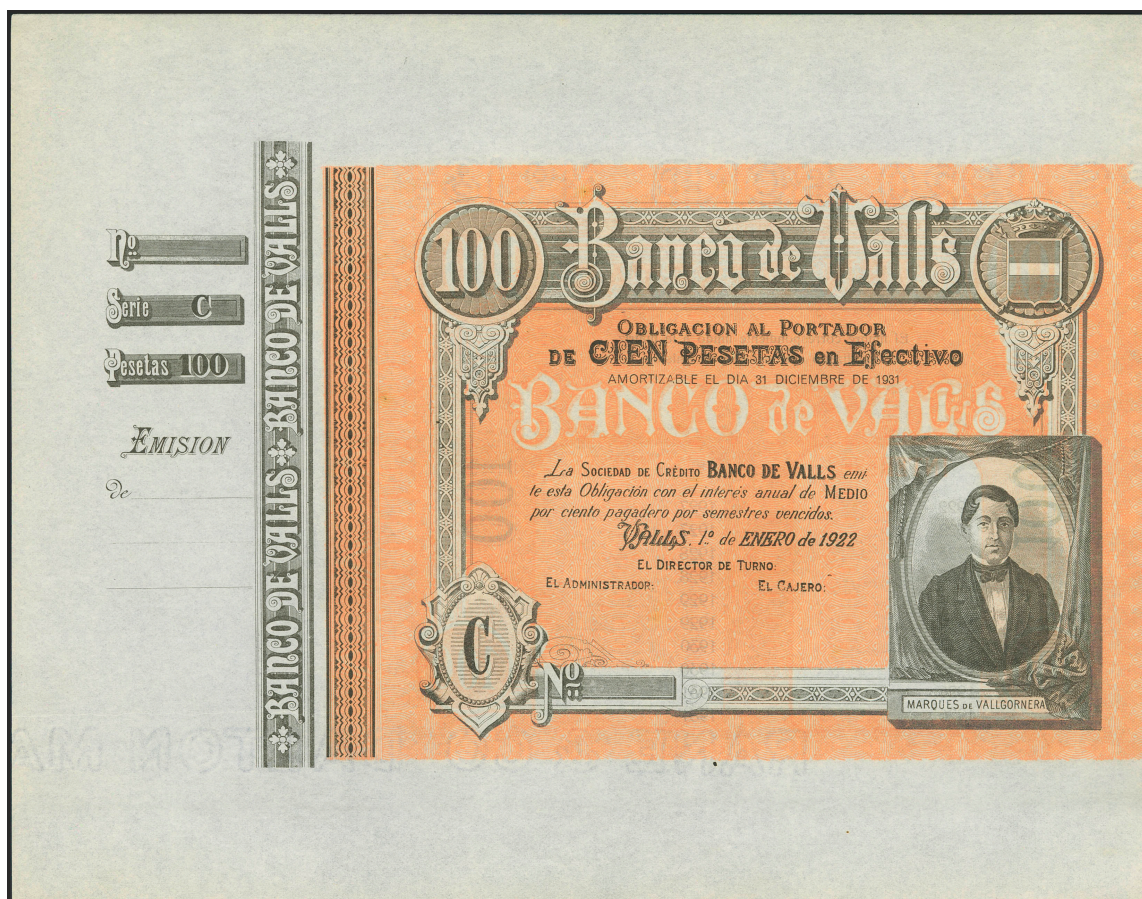 Nº
Serie C
Pesetas 100
EMISION
de
BANCO DE VALLS BANCO DE VALLS
100 Banco de Valls
OBLIGACION AL PORTADOR
DE CIEN PESETAS en Efectivo
AMORTIZABLE EL DIA 31 DICIEMBRE DE 1931
BANCO de VALLS
La SOCIEDAD DE CRÉDITO BANCO DE VALLS emi-
te esta Obligación con el interés anual de MEDIO
por ciento pagadero por semestres vencidos.
VALLS, 1.º de ENERO de 1922
EL DIRECTOR DE TURNO:
EL ADMINISTRADOR: EL CAJERO:
C
Nº
MARQUES DE VALLGORNERA